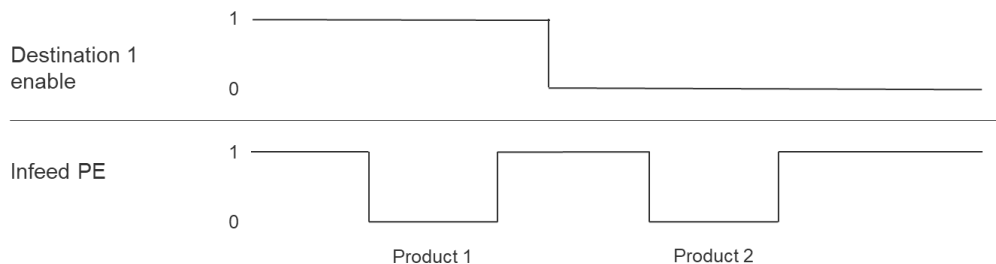 1
Destination 1
enable
0
1
Infeed PE
0
Product 1 Product 2